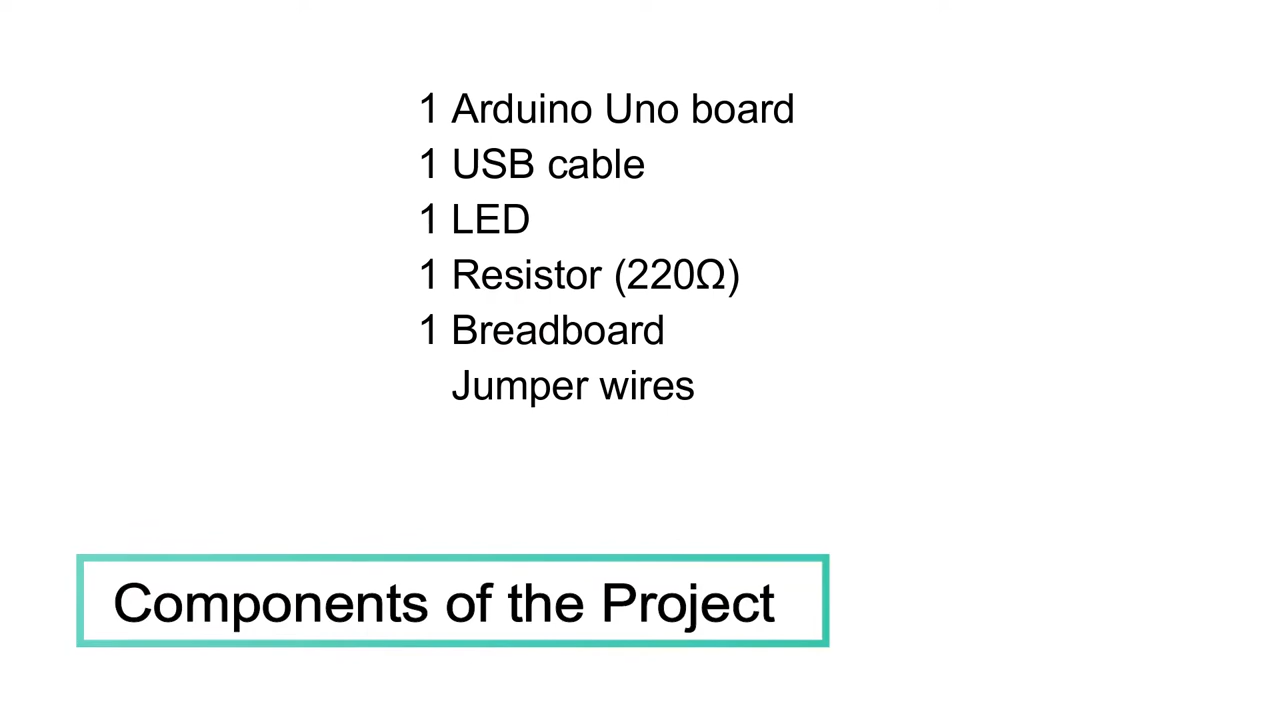 1 Arduino Uno board
1 USB cable
1 LED
1 Resistor (220Ω)
1 Breadboard
Jumper wires
Components of the Project